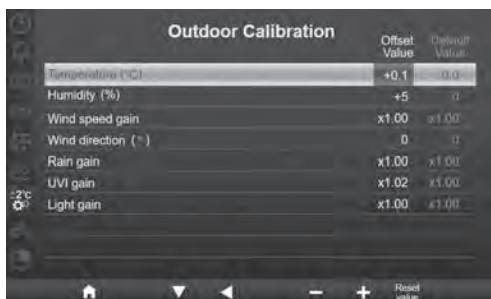 Outdoor Calibration
Offset Value
Default Value
Temperature (°C) +0.1 0.0
Humidity (%) +5 0
Wind speed gain x1.00 x1.00
Wind direction (°) 0 0
Rain gain x1.00 x1.00
UVI gain x1.02 x1.00
Light gain x1.00 x1.00
±2°C
− +
Reset value